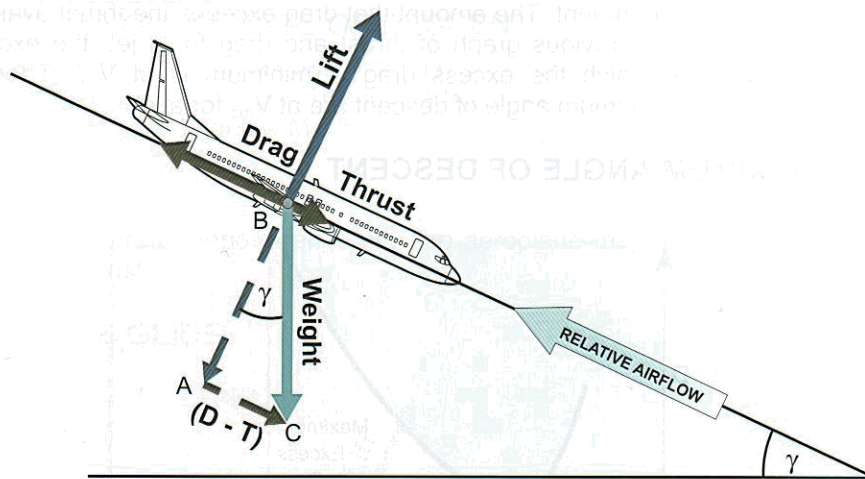 Lift
Drag
Thrust
B
γ
Weight
RELATIVE AIRFLOW
A
(D - T)
C
γ